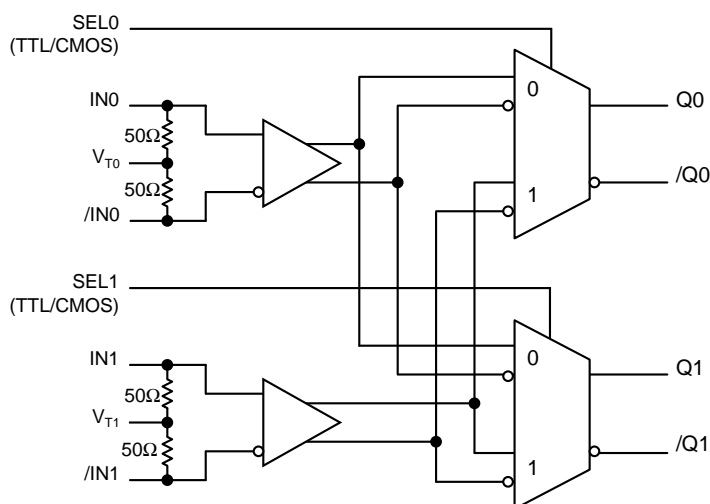 SEL0
(TTL/CMOS)
IN0
50Ω
VT0
50Ω
/IN0
0
1
Q0
/Q0
SEL1
(TTL/CMOS)
IN1
50Ω
VT1
50Ω
/IN1
0
1
Q1
/Q1